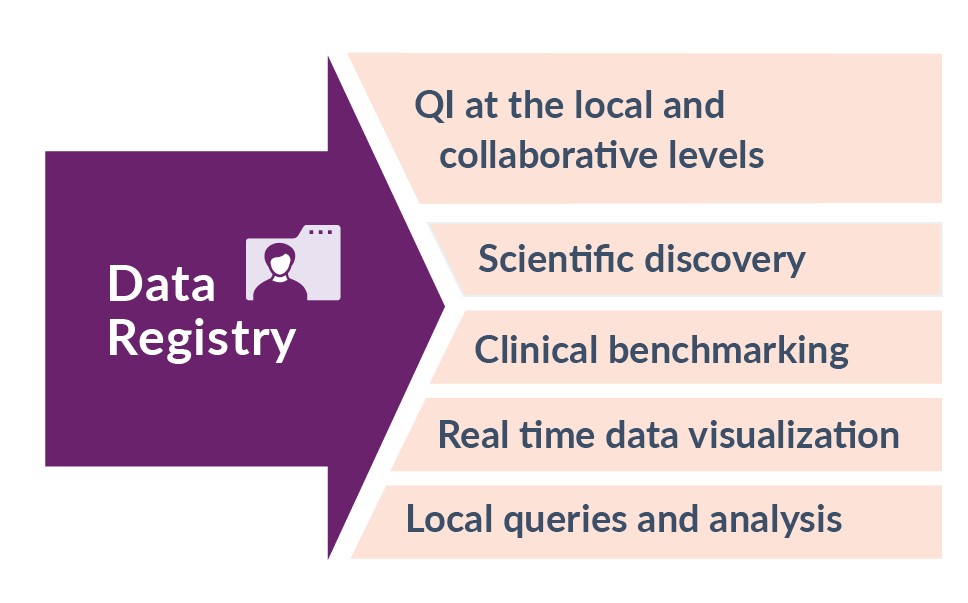 Data
Registry
QI at the local and
collaborative levels
Scientific discovery
Clinical benchmarking
Real time data visualization
Local queries and analysis